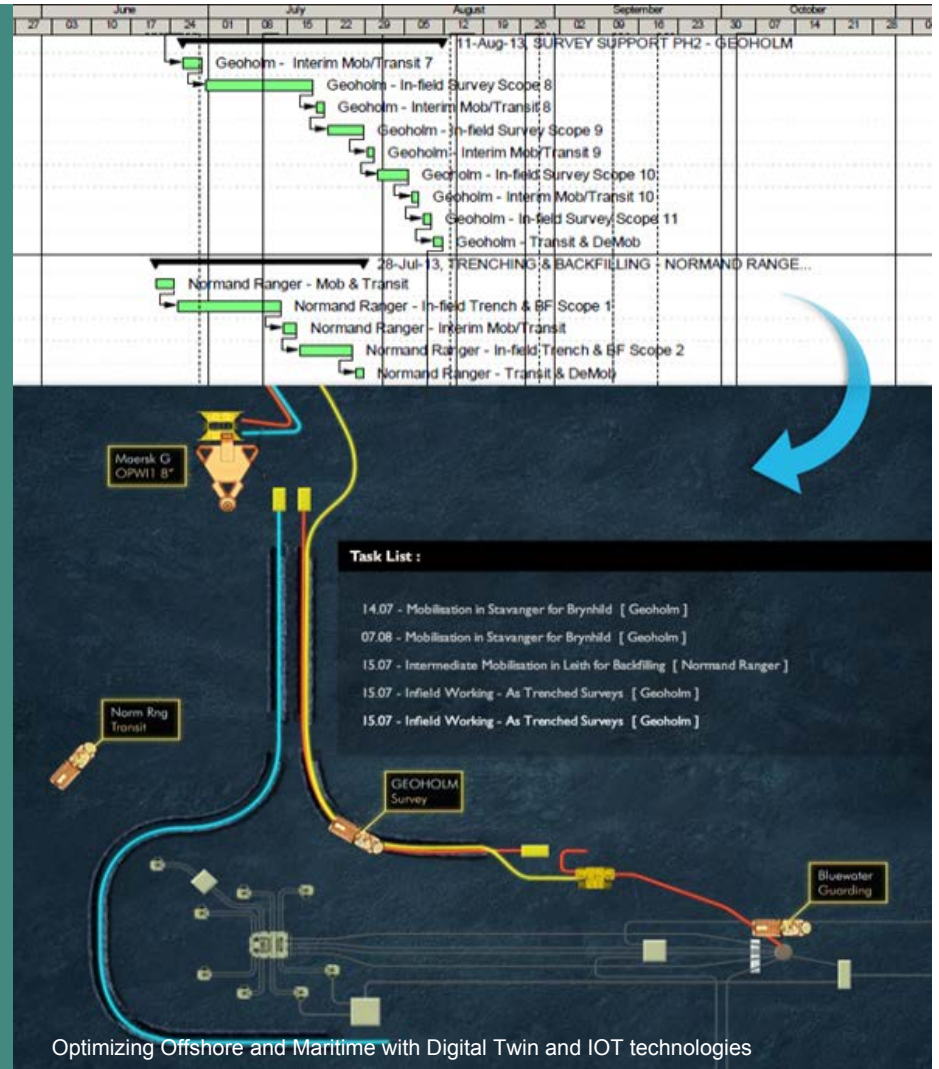 June July August September October
27 03 10 17 24 01 08 15 22 29 05 12 19 26 02 09 16 23 30 07 14 21 28 0
11-Aug-13, SURVEY SUPPORT PH2 - GEOHOLM
Geoholm - Interim Mob/Transit 7
Geoholm - In-field Survey Scope 8
Geoholm - Interim Mob/Transit 8
Geoholm - In-field Survey Scope 9
Geoholm - Interim Mob/Transit 9
Geoholm - In-field Survey Scope 10
Geoholm - Interim Mob/Transit 10
Geoholm - In-field Survey Scope 11
Geoholm - Transit & DeMob
28-Jul-13, TRENCHING & BACKFILLING - NORMAND RANGE...
Normand Ranger - Mob & Transit
Normand Ranger - In-field Trench & BF Scope 1
Normand Ranger - Interim Mob/Transit
Normand Ranger - In-field Trench & BF Scope 2
Normand Ranger - Transit & DeMob
Maersk G
OPWI1 8"
Task List :
14.07 - Mobilisation in Stavanger for Brynhild [ Geoholm ]
07.08 - Mobilisation in Stavanger for Brynhild [ Geoholm ]
15.07 - Intermediate Mobilisation in Leith for Backfilling [ Normand Ranger ]
15.07 - Infield Working - As Trenched Surveys [ Geoholm ]
15.07 - Infield Working - As Trenched Surveys [ Geoholm ]
Norm Rng
Transit
GEOHOLM
Survey
Bluewater
Guarding
Optimizing Offshore and Maritime with Digital Twin and IOT technologies